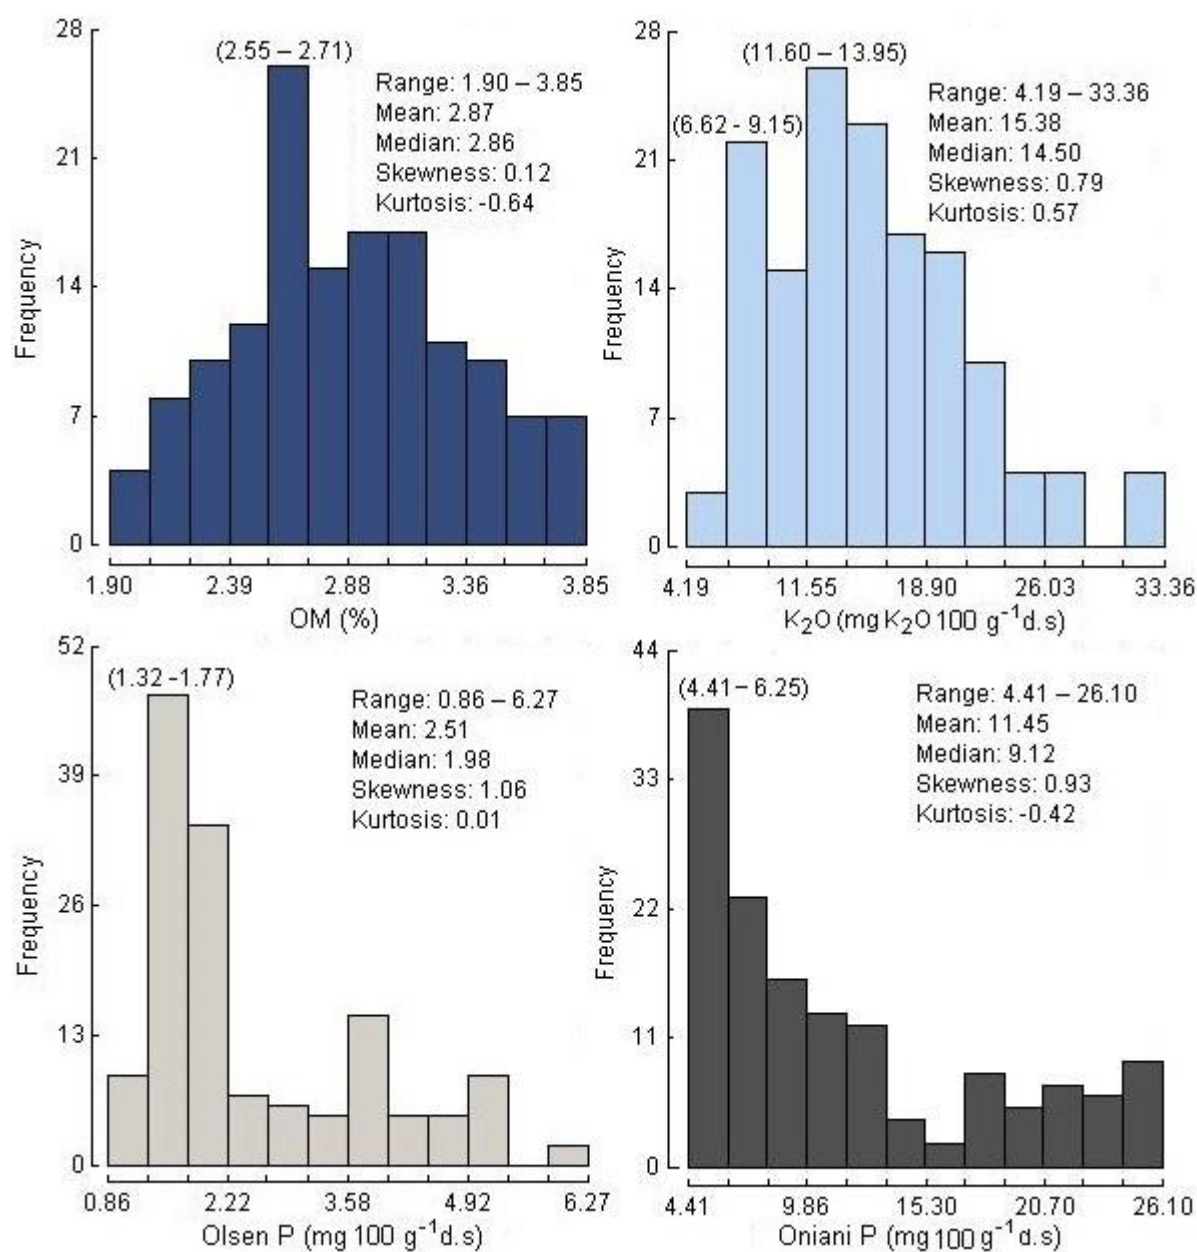 28
(2.55 – 2.71)
Range: 1.90 – 3.85
Mean: 2.87
Median: 2.86
Skewness: 0.12
Kurtosis: -0.64
21
14
7
0
Frequency
1.90 2.39 2.88 3.36 3.85
OM (%)
28
(11.60 – 13.95)
(6.62 - 9.15)
Range: 4.19 – 33.36
Mean: 15.38
Median: 14.50
Skewness: 0.79
Kurtosis: 0.57
21
14
7
0
Frequency
4.19 11.55 18.90 26.03 33.36
K₂O (mg K₂O 100 g⁻¹d.s)
52
(1.32 -1.77)
Range: 0.86 – 6.27
Mean: 2.51
Median: 1.98
Skewness: 1.06
Kurtosis: 0.01
39
26
13
0
Frequency
0.86 2.22 3.58 4.92 6.27
Olsen P (mg 100 g⁻¹d.s)
44
(4.41 – 6.25)
Range: 4.41 – 26.10
Mean: 11.45
Median: 9.12
Skewness: 0.93
Kurtosis: -0.42
33
22
11
0
Frequency
4.41 9.86 15.30 20.70 26.10
Oniani P (mg 100 g⁻¹d.s)